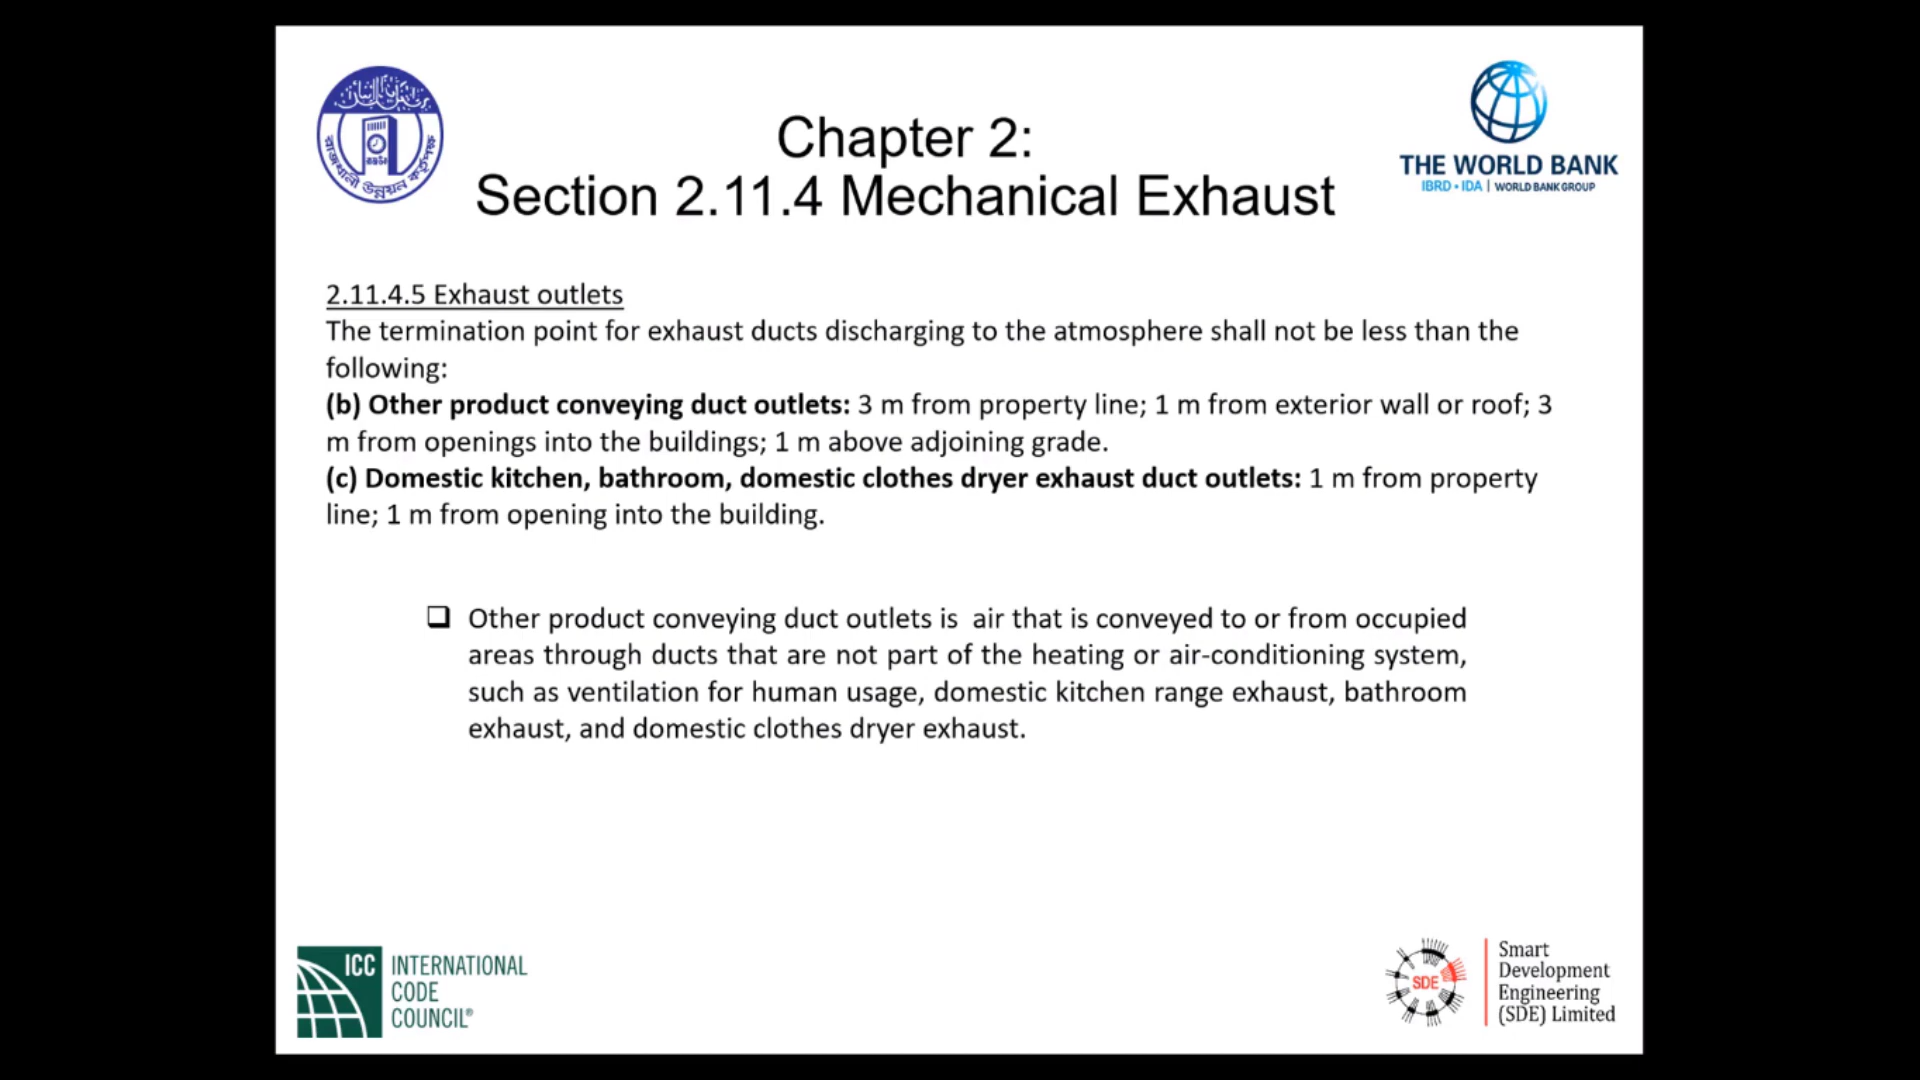 Chapter 2:
Section 2.11.4 Mechanical Exhaust
রাজধানী উন্নয়ন কর্তৃপক্ষ
রাজউক
THE WORLD BANK
IBRD • IDA | WORLD BANK GROUP
2.11.4.5 Exhaust outlets
The termination point for exhaust ducts discharging to the atmosphere shall not be less than the
following:
(b) Other product conveying duct outlets: 3 m from property line; 1 m from exterior wall or roof; 3
m from openings into the buildings; 1 m above adjoining grade.
(c) Domestic kitchen, bathroom, domestic clothes dryer exhaust duct outlets: 1 m from property
line; 1 m from opening into the building.
❑ Other product conveying duct outlets is  air that is conveyed to or from occupied
areas through ducts that are not part of the heating or air-conditioning system,
such as ventilation for human usage, domestic kitchen range exhaust, bathroom
exhaust, and domestic clothes dryer exhaust.
ICC INTERNATIONAL
CODE
COUNCIL®
SDE
Smart
Development
Engineering
(SDE) Limited